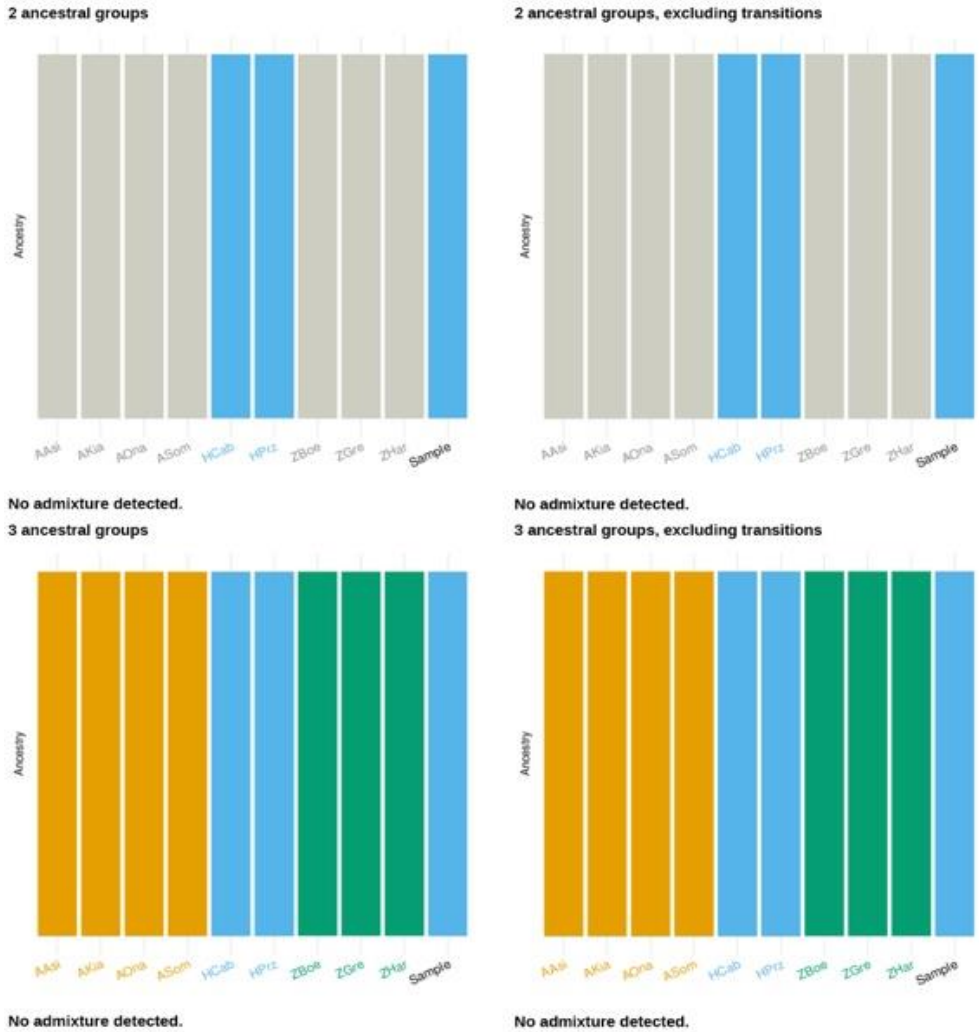 2 ancestral groups
Ancestry
AAsi AKia AOna ASom HCab HPrz ZBoe ZGre ZHar Sample
No admixture detected.
2 ancestral groups, excluding transitions
Ancestry
AAsi AKia AOna ASom HCab HPrz ZBoe ZGre ZHar Sample
No admixture detected.
3 ancestral groups
Ancestry
AAsi AKia AOna ASom HCab HPrz ZBoe ZGre ZHar Sample
No admixture detected.
3 ancestral groups, excluding transitions
Ancestry
AAsi AKia AOna ASom HCab HPrz ZBoe ZGre ZHar Sample
No admixture detected.